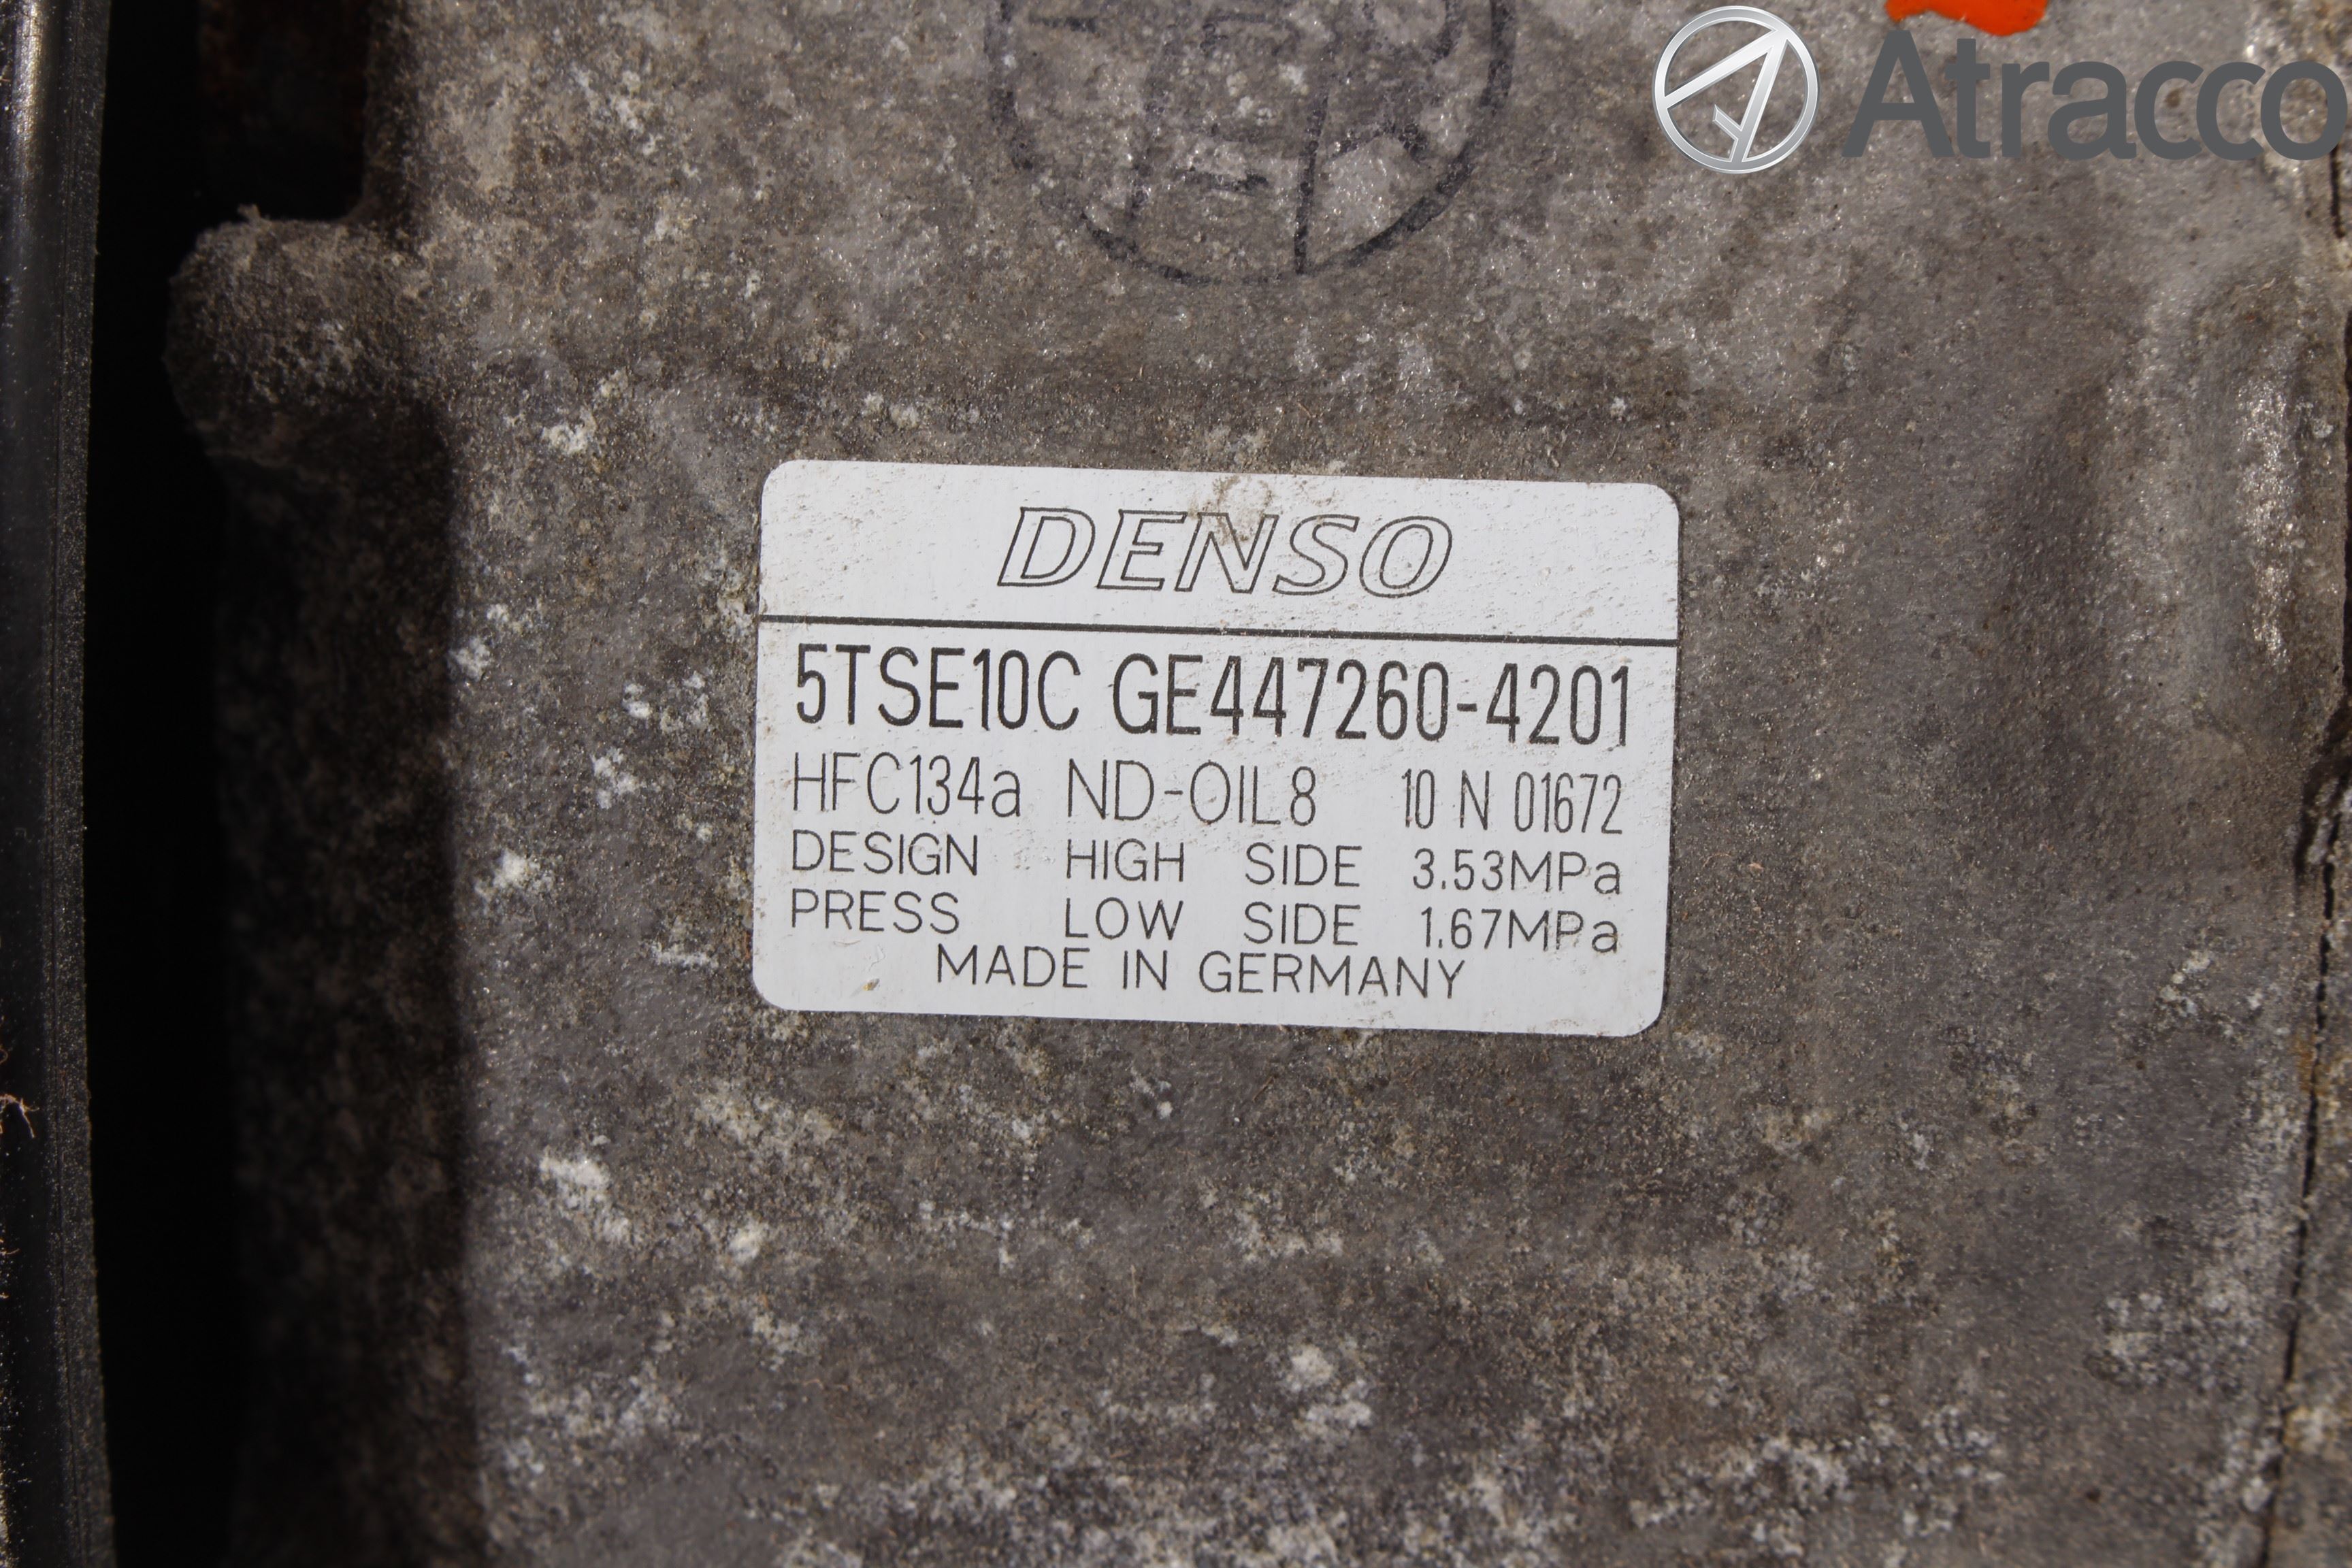 Atracco
DENSO
5TSE10C GE447260-4201
HFC134a ND-OIL8 10 N 01672
DESIGN HIGH SIDE 3.53MPa
PRESS LOW SIDE 1.67MPa
MADE IN GERMANY